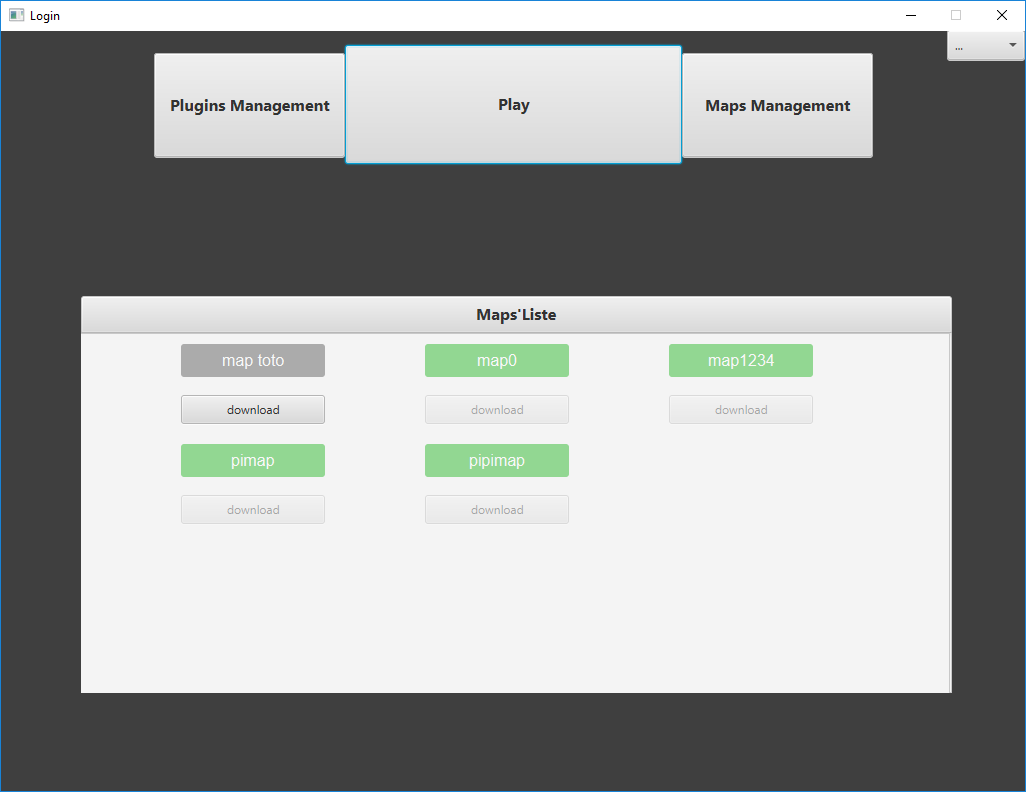 Login
...
Plugins Management
Play
Maps Management
Maps'Liste
map toto
map0
map1234
download
download
download
pimap
pipimap
download
download